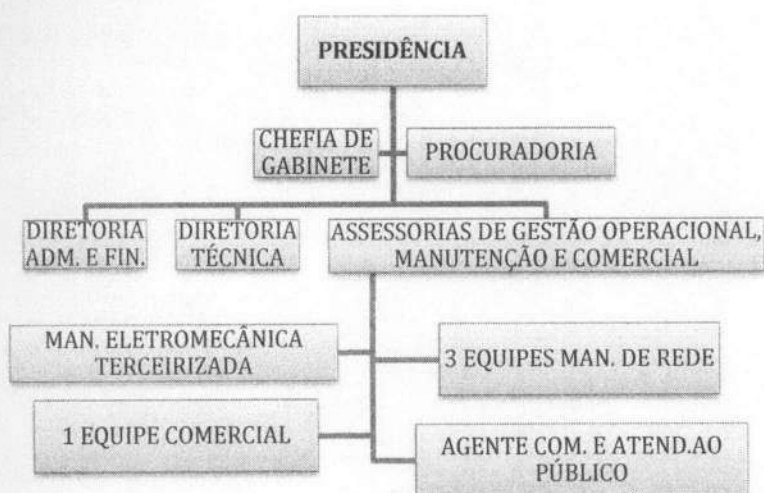 PRESIDÊNCIA
CHEFIA DE
GABINETE
PROCURADORIA
DIRETORIA
ADM. E FIN.
DIRETORIA
TÉCNICA
ASSESSORIAS DE GESTÃO OPERACIONAL,
MANUTENÇÃO E COMERCIAL
MAN. ELETROMECÂNICA
TERCEIRIZADA
3 EQUIPES MAN. DE REDE
1 EQUIPE COMERCIAL
AGENTE COM. E ATEND.AO
PÚBLICO